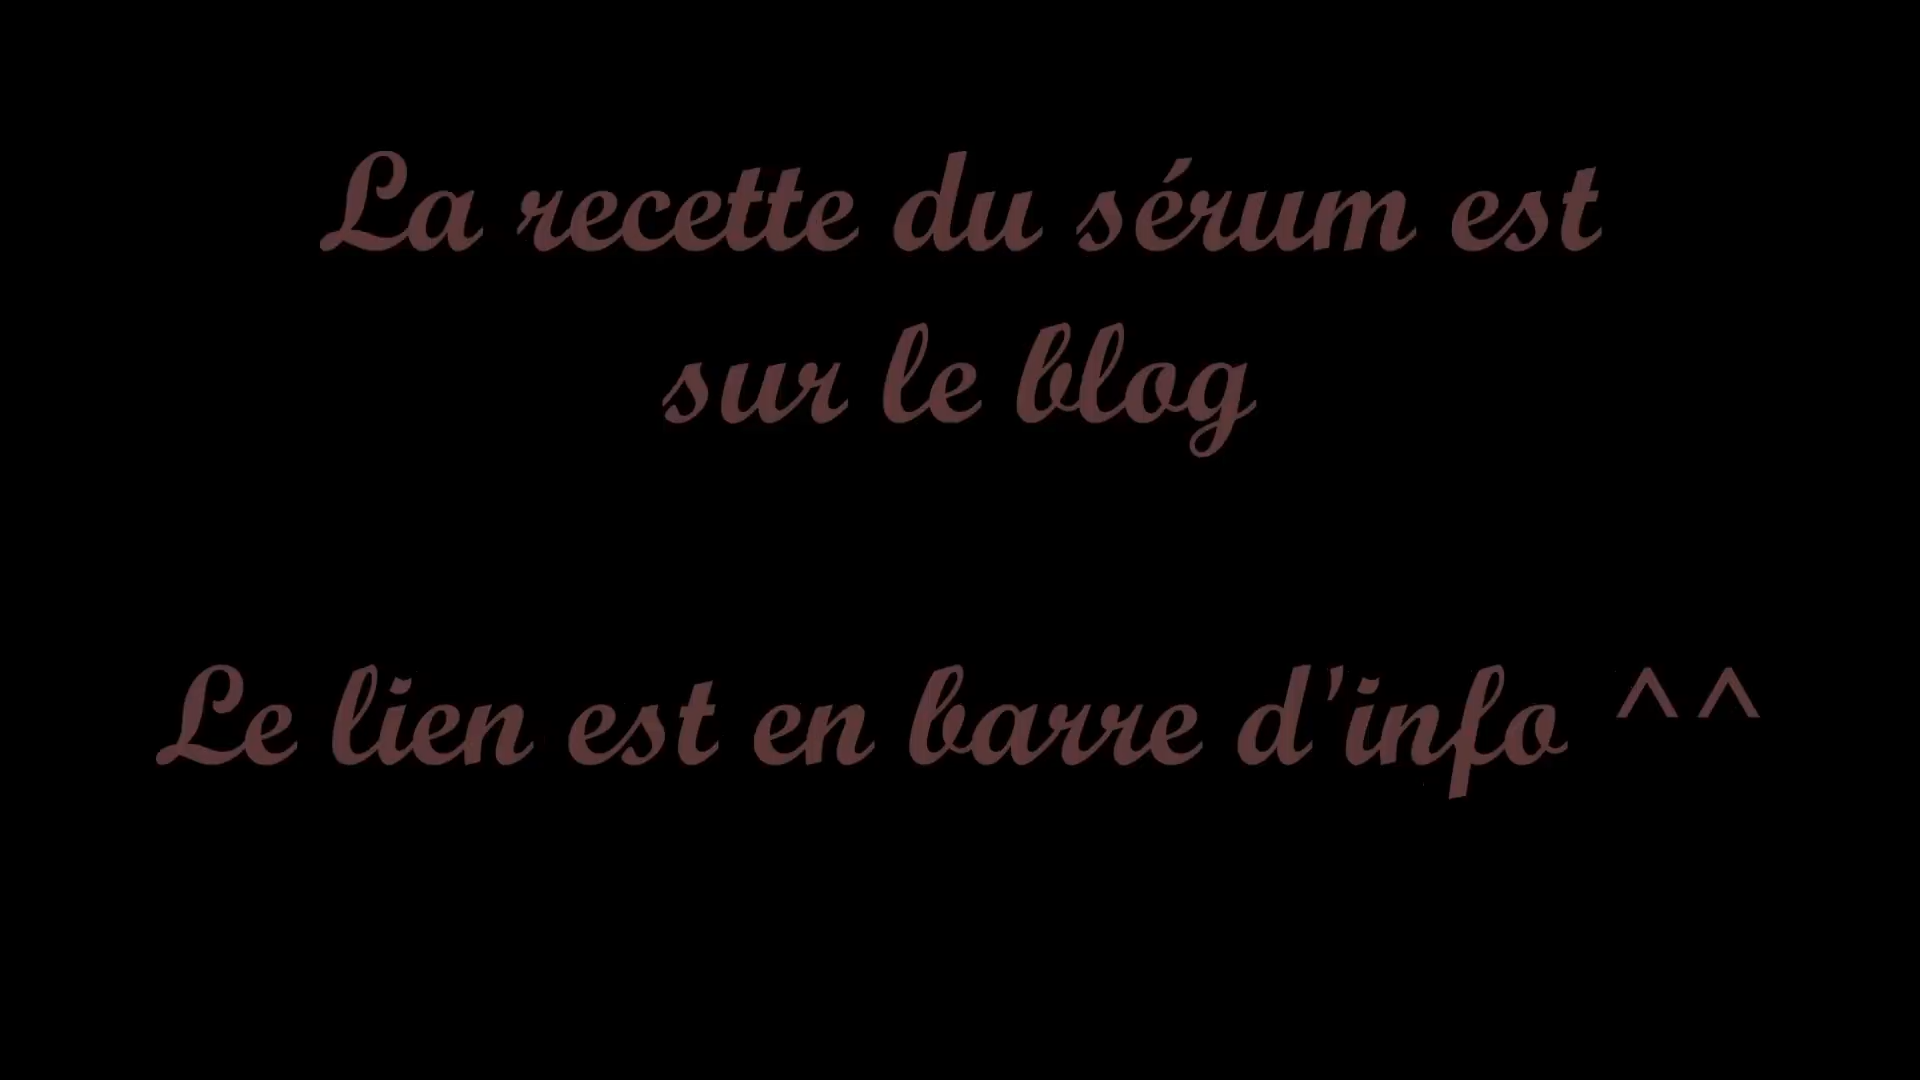 La recette du sérum est
sur le blog
Le lien est en barre d'info ^^